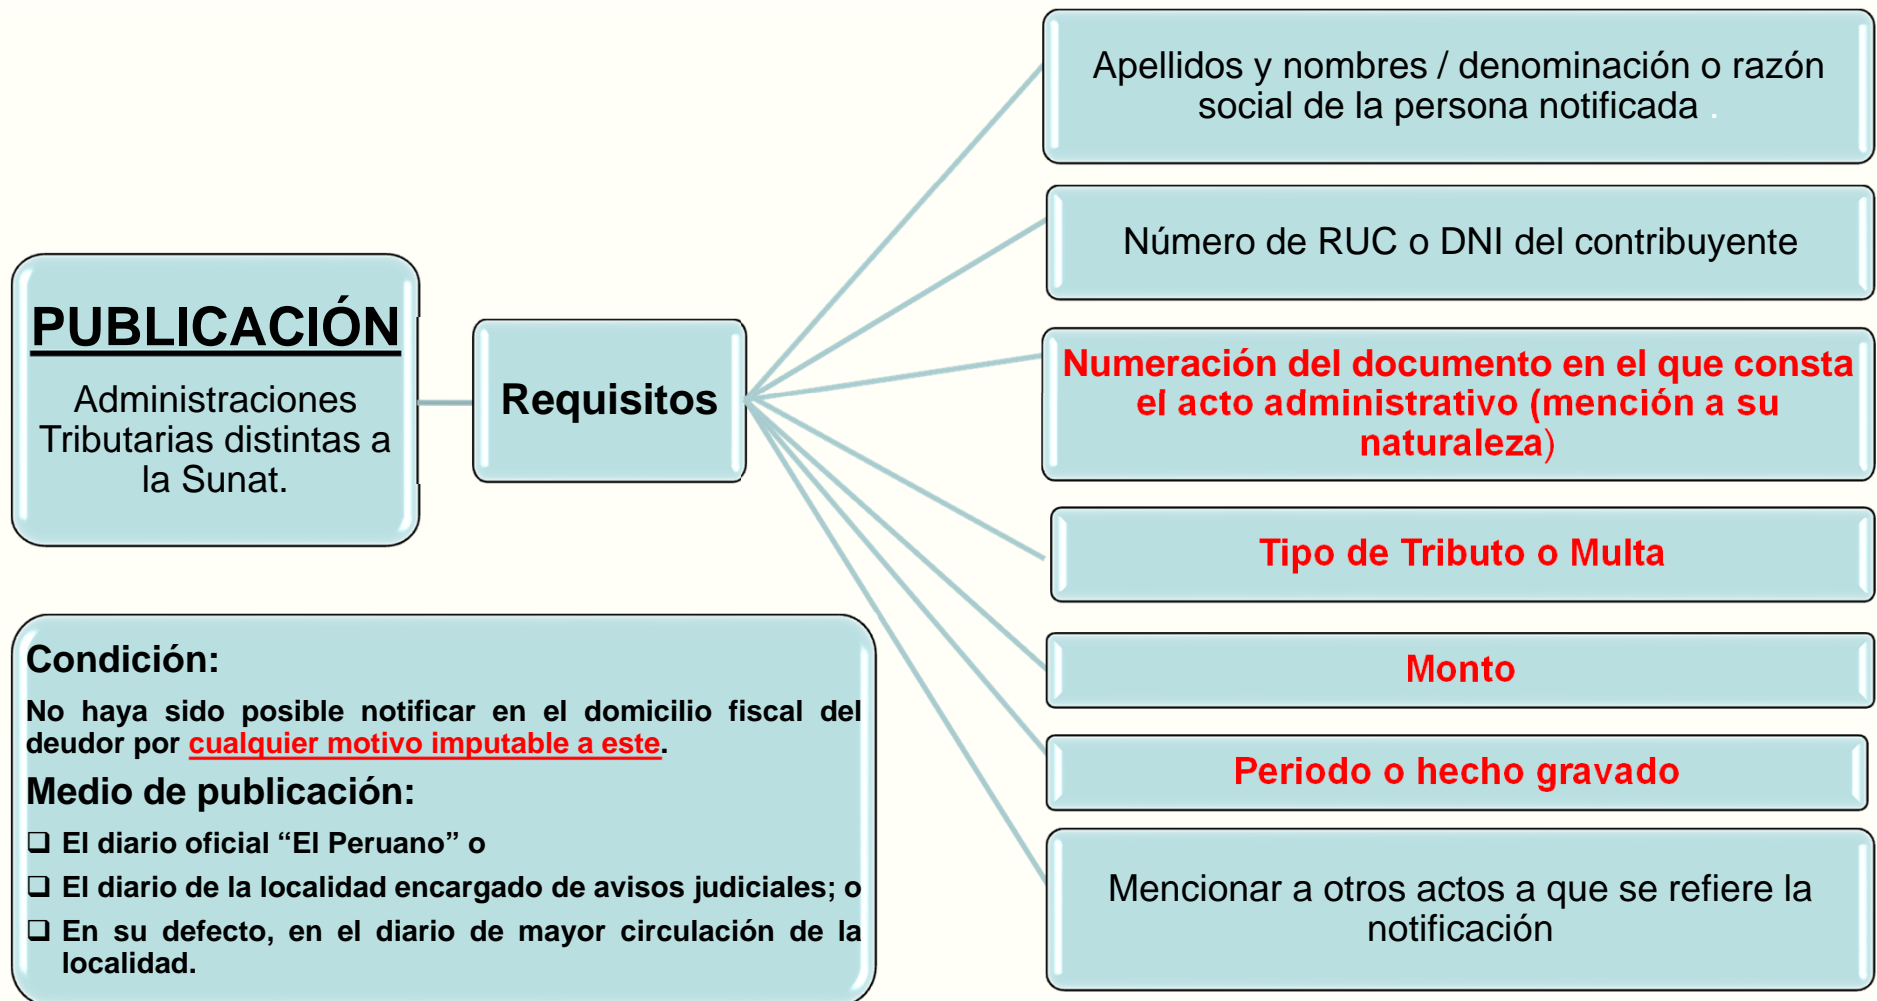 PUBLICACIÓN
Administraciones
Tributarias distintas a
la Sunat.
Requisitos
Apellidos y nombres / denominación o razón
social de la persona notificada .
Número de RUC o DNI del contribuyente
Numeración del documento en el que consta
el acto administrativo (mención a su
naturaleza)
Tipo de Tributo o Multa
Monto
Periodo o hecho gravado
Mencionar a otros actos a que se refiere la
notificación
Condición:
No haya sido posible notificar en el domicilio fiscal del
deudor por cualquier motivo imputable a este.
Medio de publicación:
❑ El diario oficial “El Peruano” o
❑ El diario de la localidad encargado de avisos judiciales; o
❑ En su defecto, en el diario de mayor circulación de la
localidad.